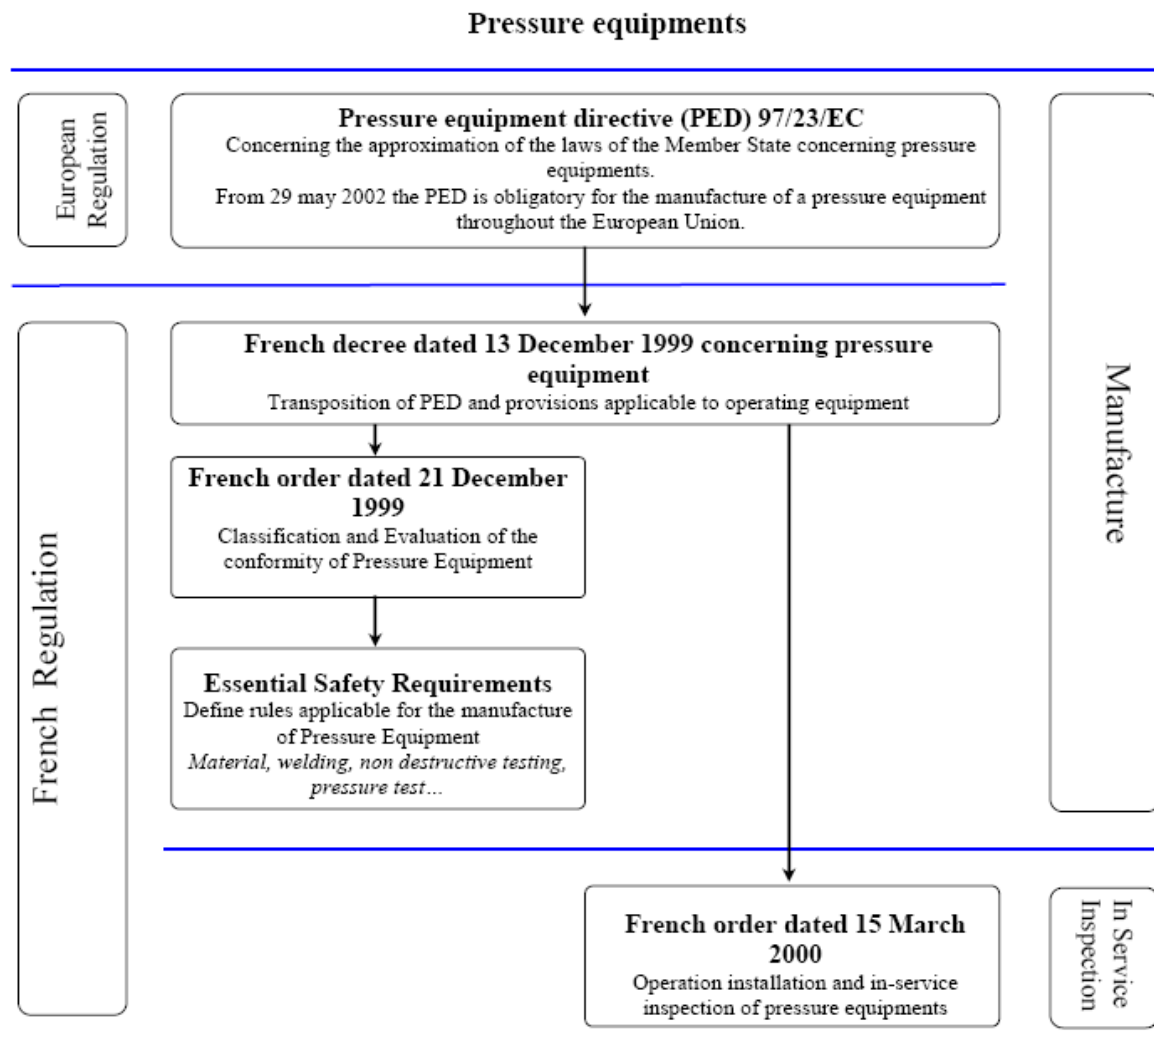 Pressure equipments
European
Regulation
Pressure equipment directive (PED) 97/23/EC
Concerning the approximation of the laws of the Member State concerning pressure
equipments.
From 29 may 2002 the PED is obligatory for the manufacture of a pressure equipment
throughout the European Union.
Manufacture
French Regulation
French decree dated 13 December 1999 concerning pressure
equipment
Transposition of PED and provisions applicable to operating equipment
French order dated 21 December
1999
Classification and Evaluation of the
conformity of Pressure Equipment
Essential Safety Requirements
Define rules applicable for the manufacture
of Pressure Equipment
Material, welding, non destructive testing,
pressure test…
French order dated 15 March
2000
Operation installation and in-service
inspection of pressure equipments
In Service
Inspection